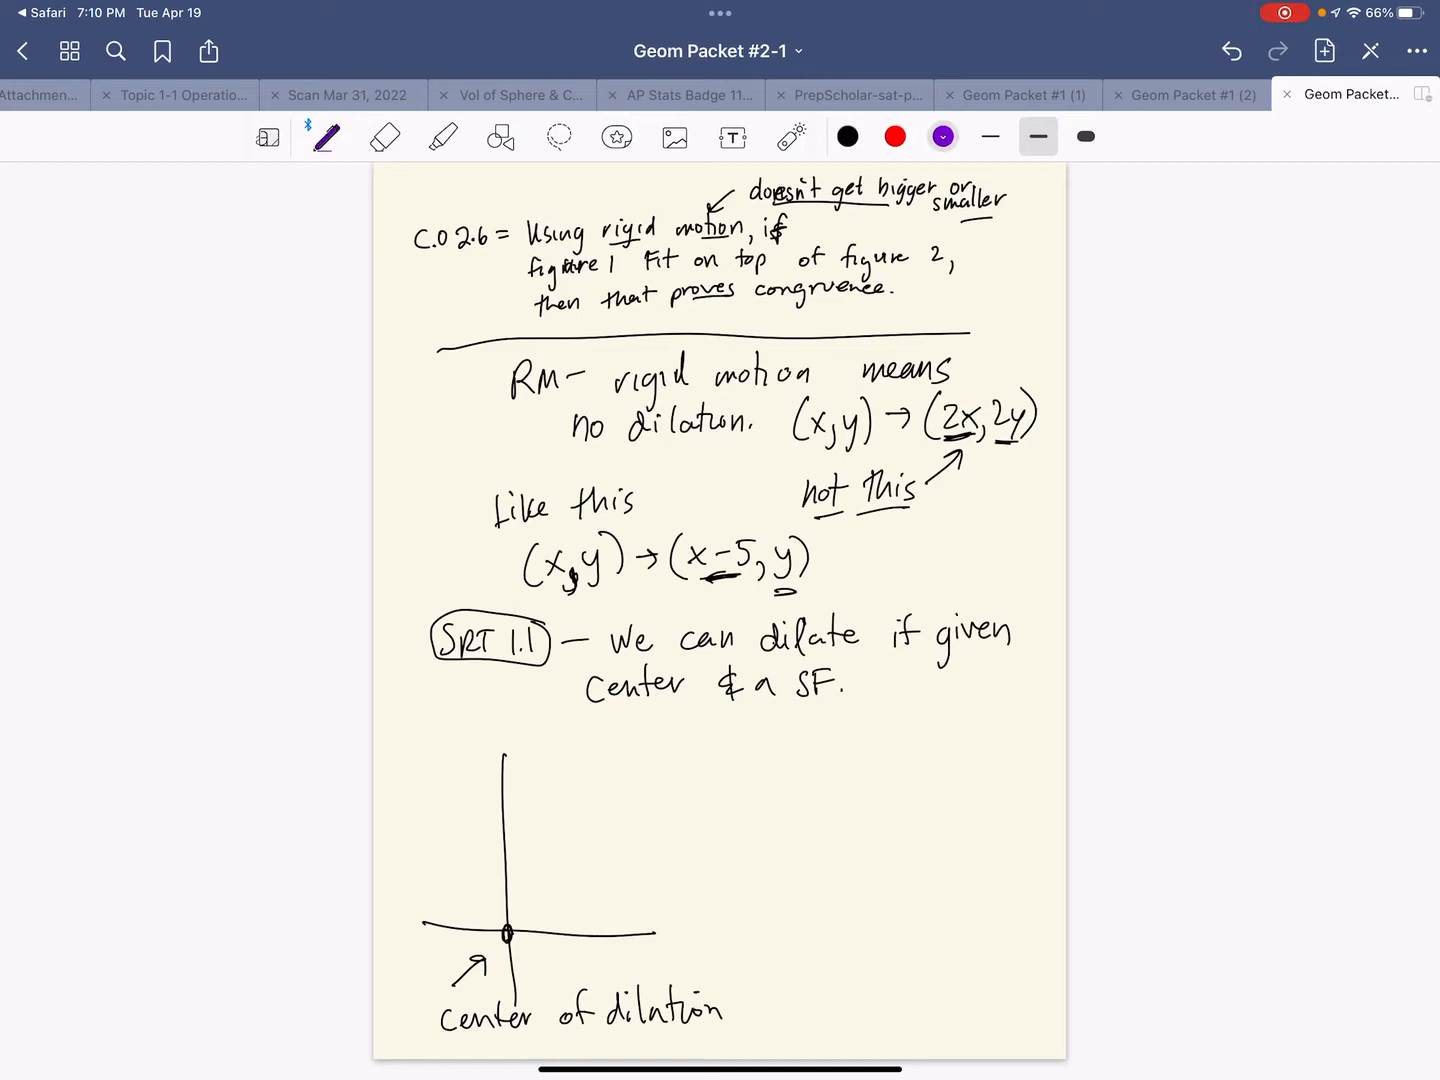 Safari 7:10 PM Tue Apr 19
66%
Geom Packet #2-1
Attachmen... Topic 1-1 Operatio... Scan Mar 31, 2022 Vol of Sphere & C... AP Stats Badge 11... PrepScholar-sat-p... Geom Packet #1 (1) Geom Packet #1 (2) Geom Packet...
T
doesn't get bigger or
smaller
C.O 2.6 = Using rigid motion, if
figure 1 Fit on top of figure 2,
then that proves congruence.
RM- rigid motion means
no dilation. (x,y) → (2x, 2y)
not this
Like this
(x,y) → (x-5, y)
SRT 1.1 - We can dilate if given
center & a SF.
center of dilation